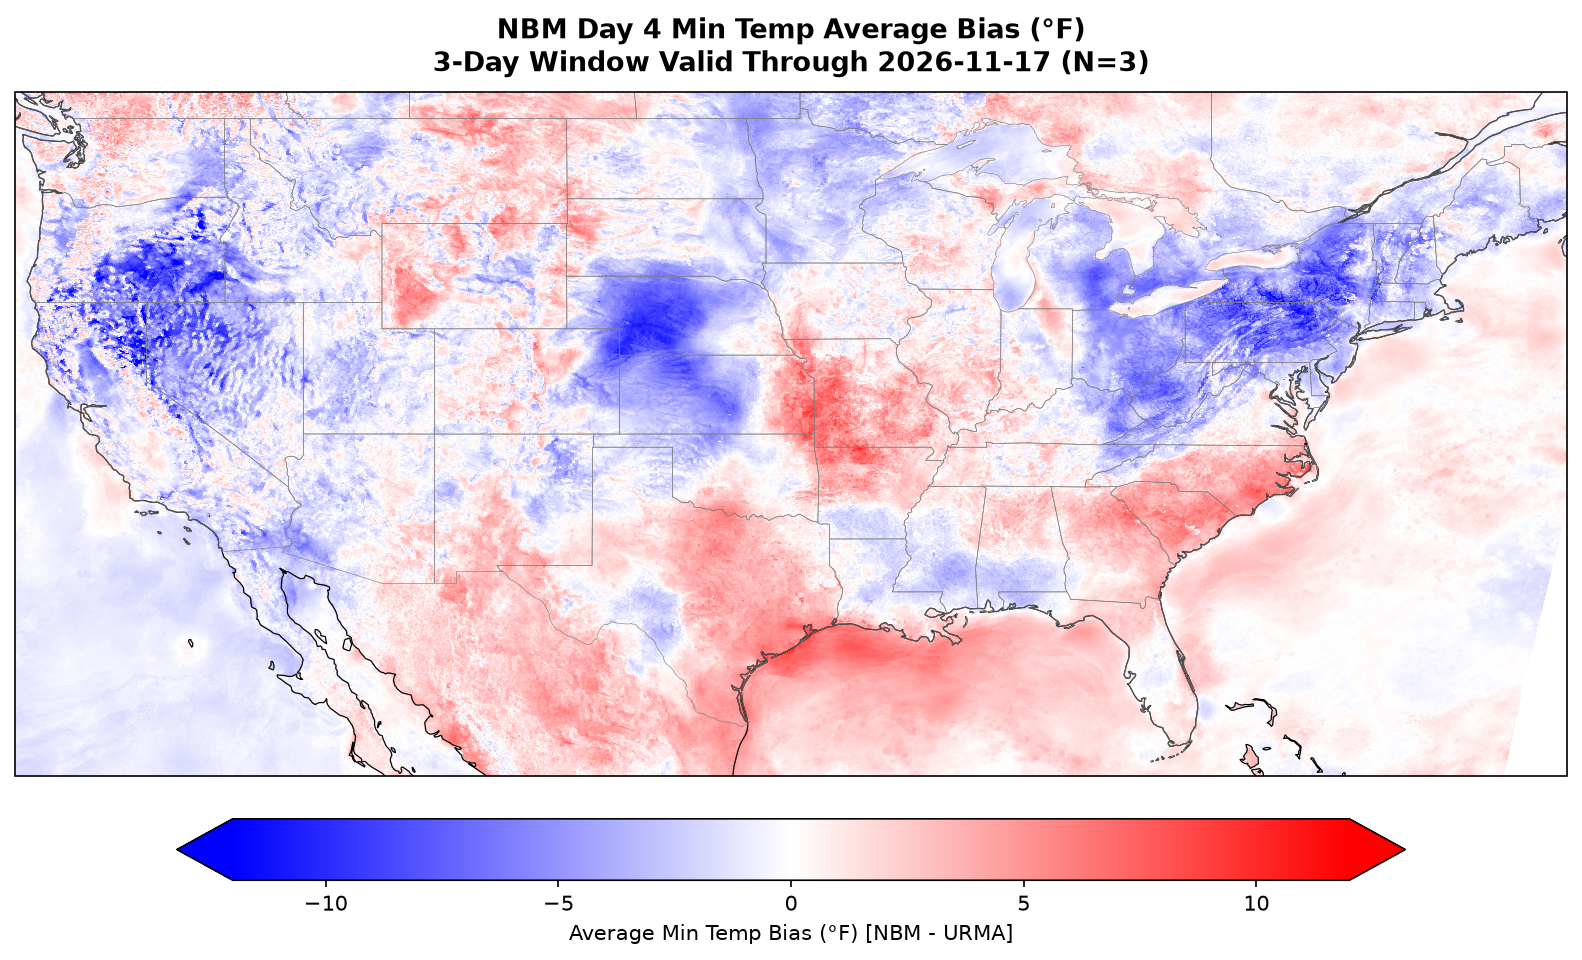 NBM Day 4 Min Temp Average Bias (°F)
3-Day Window Valid Through 2026-11-17 (N=3)
−10 −5 0 5 10
Average Min Temp Bias (°F) [NBM - URMA]